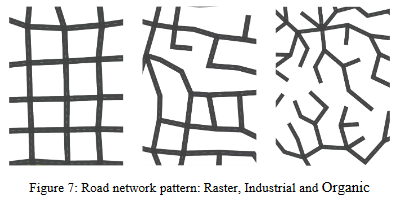 Figure 7: Road network pattern: Raster, Industrial and Organic